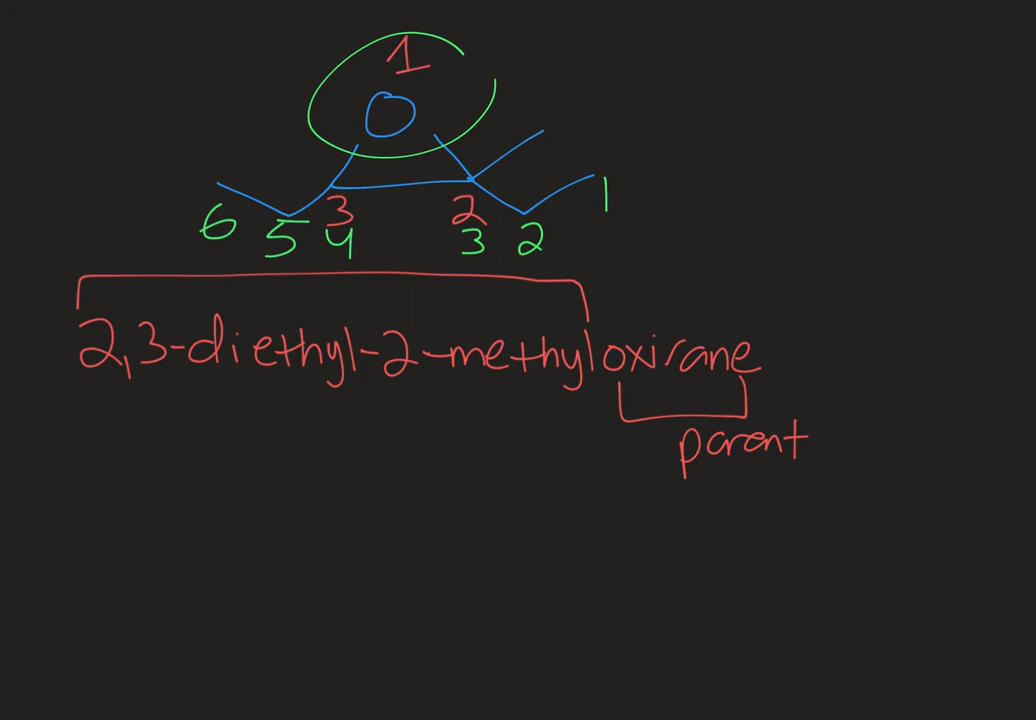 1
O
1
6 5 3 2 2
4 3
2,3-diethyl-2-methyloxirane
parent